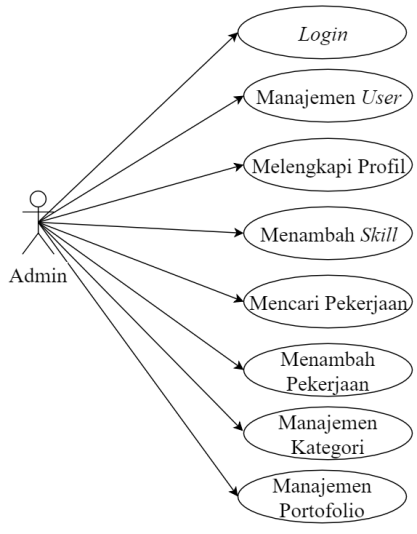 Login
Manajemen User
Melengkapi Profil
Menambah Skill
Admin
Mencari Pekerjaan
Menambah
Pekerjaan
Manajemen
Kategori
Manajemen
Portofolio